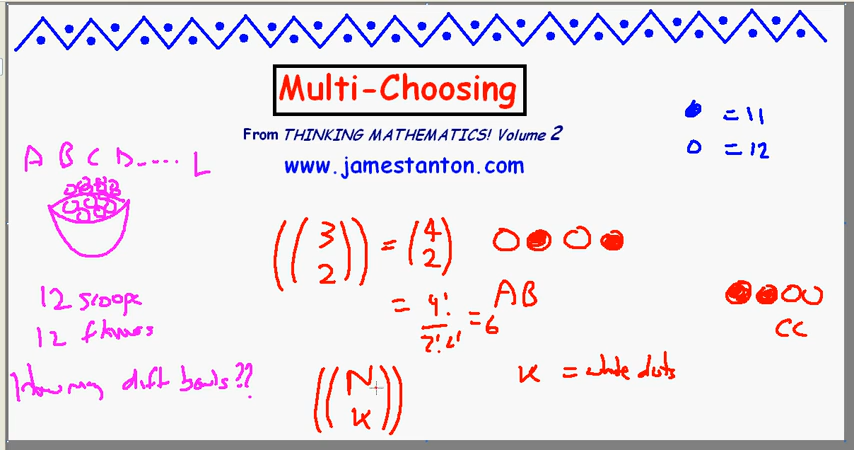 Multi-Choosing
From THINKING MATHEMATICS! Volume 2
www.jamestanton.com
= 11
= 12
A B C D.....L
12 scoops
12 flavors
How many diff bowls??
((3 2)) = (4 2)
= 4! / 2! 2! = 6
AB
CC
((N K))
K = white dots